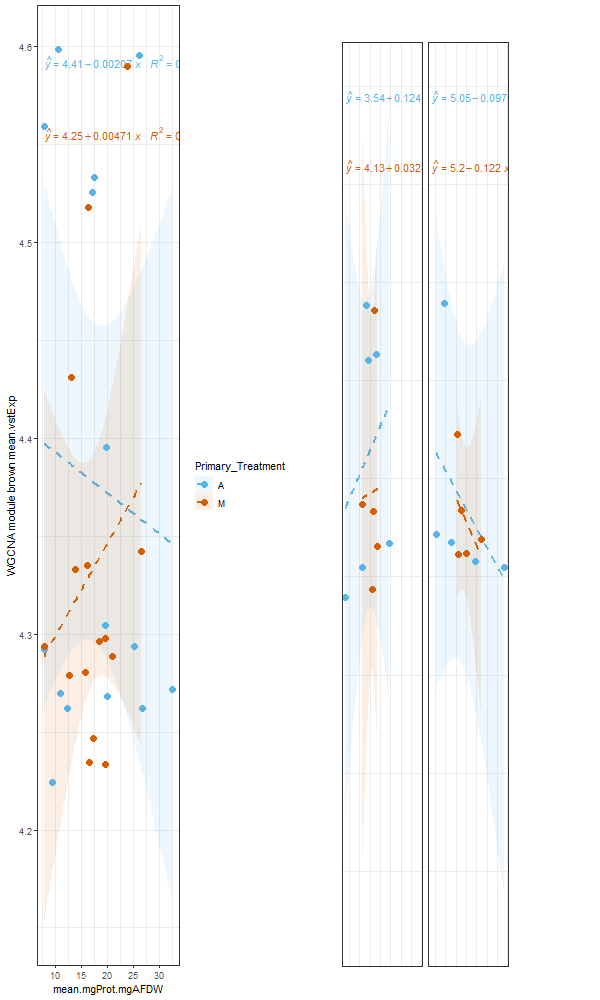 4.6
ŷ = 4.41 − 0.00207 x R² = 0
ŷ = 4.25 + 0.00471 x R² = 0
4.5
4.4
4.3
4.2
WGCNA module brown mean.vstExp
10 15 20 25 30
mean.mgProt.mgAFDW
Primary_Treatment
A
M
ŷ = 3.54 + 0.124
ŷ = 4.13 + 0.032
ŷ = 5.05 − 0.097
ŷ = 5.2 − 0.122 x